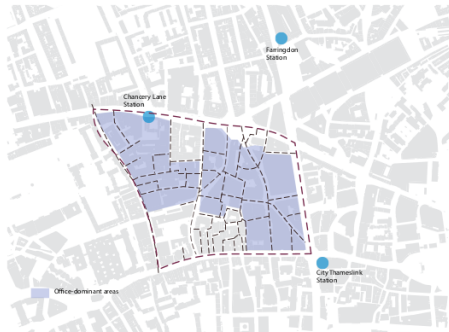 Farringdon
Station
Chancery Lane
Station
City Thameslink
Station
Office-dominant areas